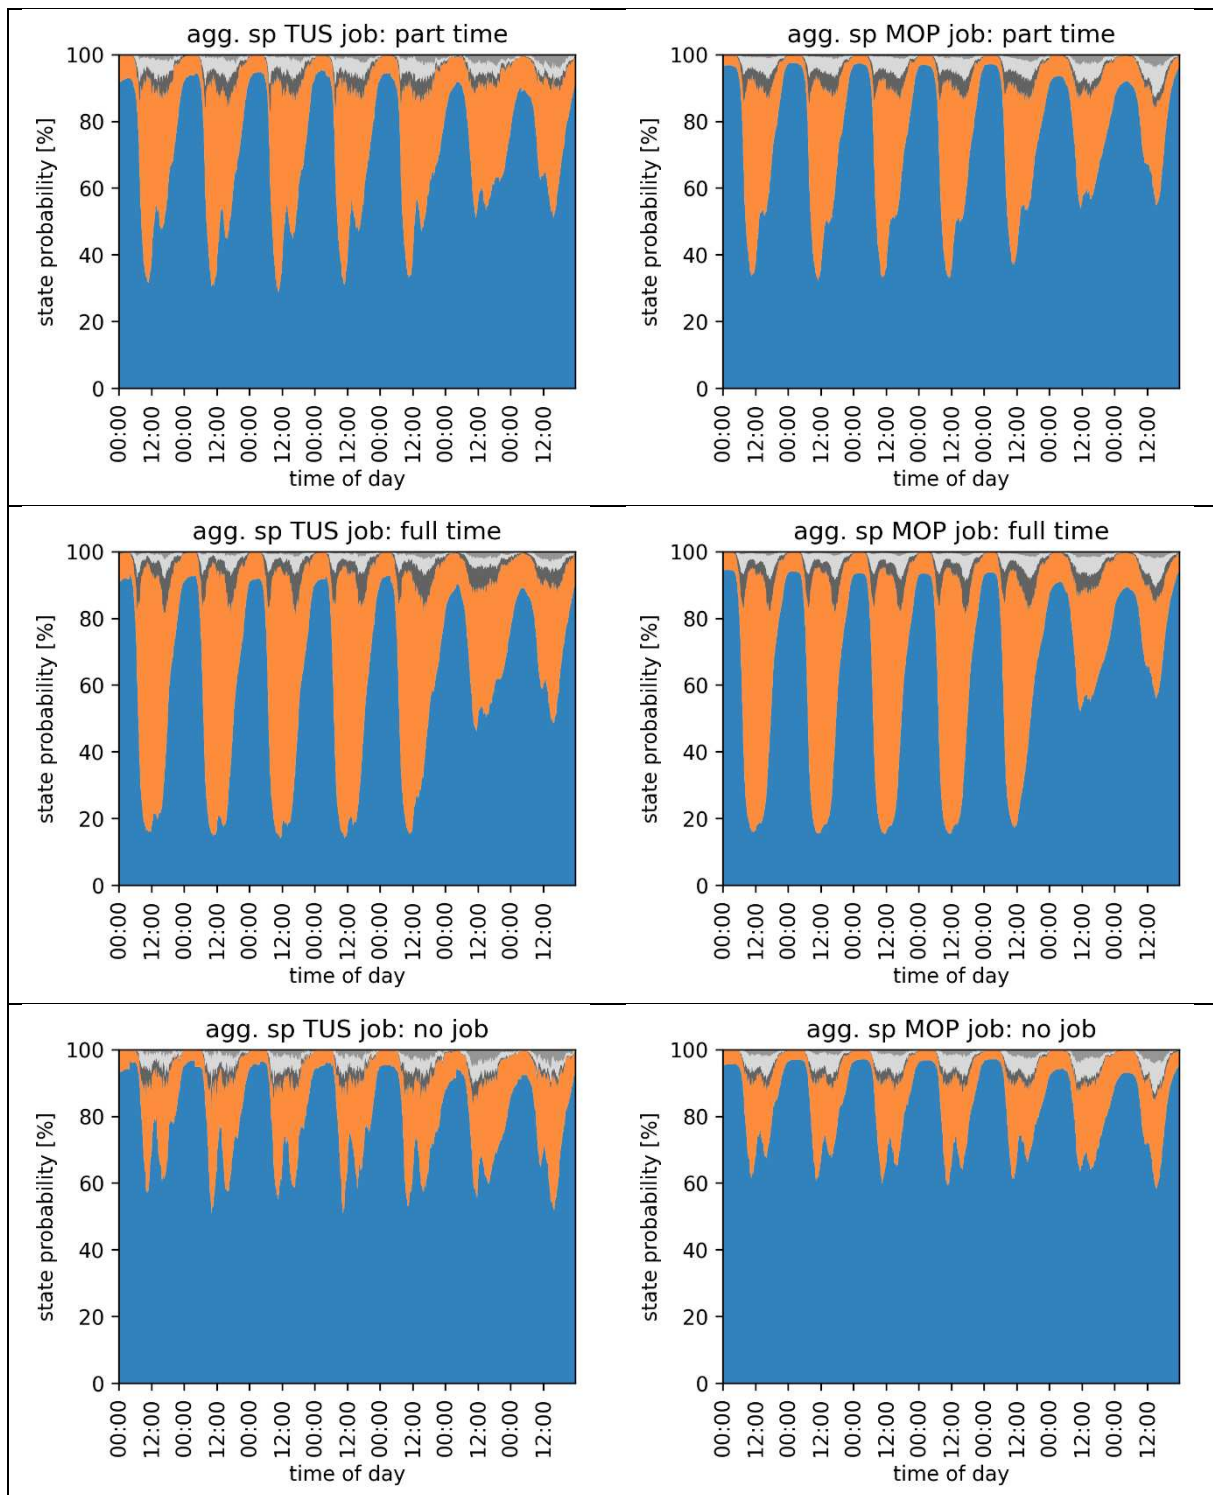 agg. sp TUS job: part time
state probability [%]
100
80
60
40
20
0
00:00 12:00 00:00 12:00 00:00 12:00 00:00 12:00 00:00 12:00 00:00 12:00 00:00 12:00
time of day
agg. sp MOP job: part time
state probability [%]
100
80
60
40
20
0
00:00 12:00 00:00 12:00 00:00 12:00 00:00 12:00 00:00 12:00 00:00 12:00 00:00 12:00
time of day
agg. sp TUS job: full time
state probability [%]
100
80
60
40
20
0
00:00 12:00 00:00 12:00 00:00 12:00 00:00 12:00 00:00 12:00 00:00 12:00 00:00 12:00
time of day
agg. sp MOP job: full time
state probability [%]
100
80
60
40
20
0
00:00 12:00 00:00 12:00 00:00 12:00 00:00 12:00 00:00 12:00 00:00 12:00 00:00 12:00
time of day
agg. sp TUS job: no job
state probability [%]
100
80
60
40
20
0
00:00 12:00 00:00 12:00 00:00 12:00 00:00 12:00 00:00 12:00 00:00 12:00 00:00 12:00
time of day
agg. sp MOP job: no job
state probability [%]
100
80
60
40
20
0
00:00 12:00 00:00 12:00 00:00 12:00 00:00 12:00 00:00 12:00 00:00 12:00 00:00 12:00
time of day